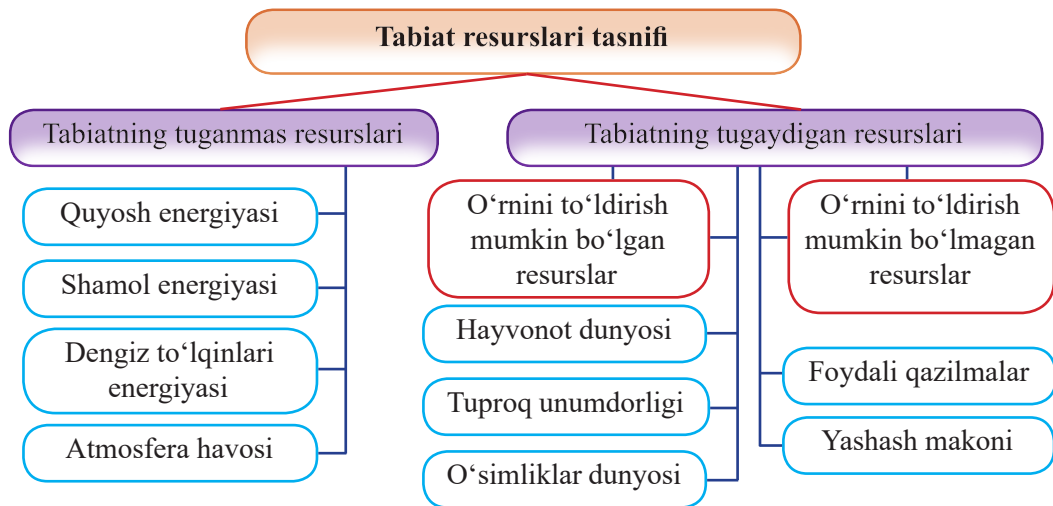 Tabiat resurslari tasnifi
Tabiatning tuganmas resurslari
Quyosh energiyasi
Shamol energiyasi
Dengiz to‘lqinlari
energiyasi
Atmosfera havosi
Tabiatning tugaydigan resurslari
O‘rnini to‘ldirish
mumkin bo‘lgan
resurslar
Hayvonot dunyosi
Tuproq unumdorligi
O‘simliklar dunyosi
O‘rnini to‘ldirish
mumkin bo‘lmagan
resurslar
Foydali qazilmalar
Yashash makoni